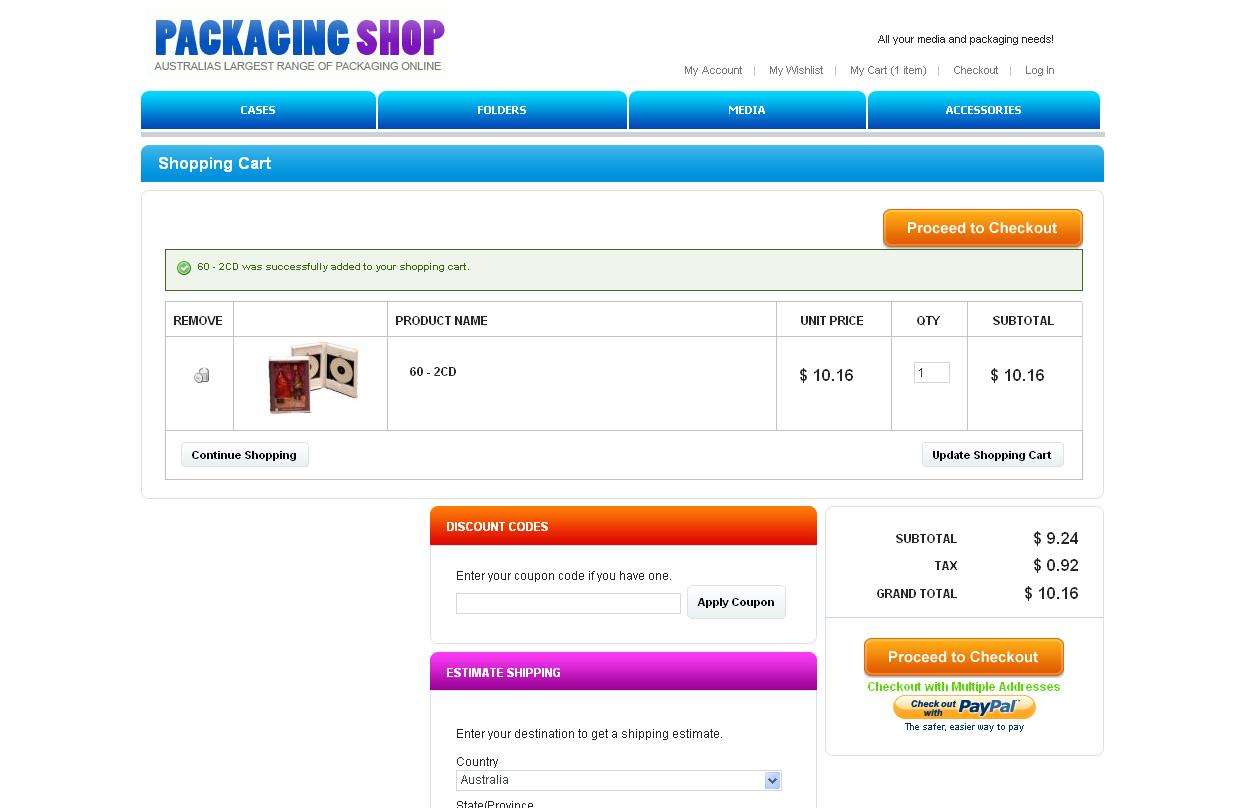 PACKAGING SHOP
AUSTRALIAS LARGEST RANGE OF PACKAGING ONLINE
All your media and packaging needs!
My Account | My Wishlist | My Cart (1 item) | Checkout | Log In
CASES FOLDERS MEDIA ACCESSORIES
Shopping Cart
Proceed to Checkout
60 - 2CD was successfully added to your shopping cart.
REMOVE PRODUCT NAME UNIT PRICE QTY SUBTOTAL
60 - 2CD $ 10.16 1 $ 10.16
Continue Shopping Update Shopping Cart
DISCOUNT CODES
Enter your coupon code if you have one.
Apply Coupon
ESTIMATE SHIPPING
Enter your destination to get a shipping estimate.
Country
Australia
State/Province
SUBTOTAL $ 9.24
TAX $ 0.92
GRAND TOTAL $ 10.16
Proceed to Checkout
Checkout with Multiple Addresses
Check out with PayPal
The safer, easier way to pay